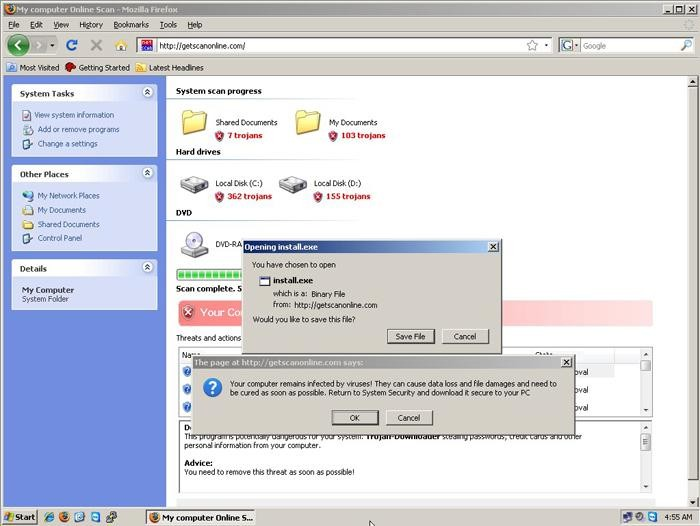 My computer Online Scan - Mozilla Firefox
File Edit View History Bookmarks Tools Help
http://getscanonline.com/
Google
Most Visited Getting Started Latest Headlines
System Tasks
View system information
Add or remove programs
Change a settings
Other Places
My Network Places
My Documents
Shared Documents
Control Panel
Details
My Computer
System Folder
System scan progress
Shared Documents
7 trojans
My Documents
103 trojans
Hard drives
Local Disk (C:)
362 trojans
Local Disk (D:)
155 trojans
DVD
DVD-RA
Scan complete. 5
Your Co
Threats and actions
Opening install.exe
You have chosen to open
install.exe
which is a: Binary File
from: http://getscanonline.com
Would you like to save this file?
Save File Cancel
The page at http://getscanonline.com says:
Your computer remains infected by viruses! They can cause data loss and file damages and need to
be cured as soon as possible. Return to System Security and download it secure to your PC
OK Cancel
This program is potentially dangerous for your system. Trojan-Downloader stealing passwords, credit cards and other
personal information from your computer.
Advice:
You need to remove this threat as soon as possible!
Start
My computer Online S...
4:55 AM